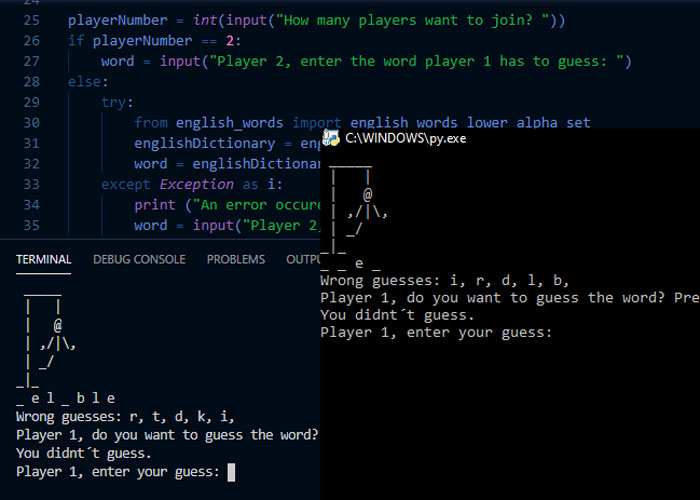 24
25 playerNumber = int(input("How many players want to join? "))
26 if playerNumber == 2:
27 word = input("Player 2, enter the word player 1 has to guess: ")
28 else:
29 try:
30 from english_words import english_words_lower_alpha_set
31 englishDictionary = eng
32 word = englishDictionar
33 except Exception as i:
34 print ("An error occure
35 word = input("Player 2,
TERMINAL DEBUG CONSOLE PROBLEMS OUTPU
_____
| |
| @
| ,/|\,
| _/
_|_
_ e l _ b l e
Wrong guesses: r, t, d, k, i,
Player 1, do you want to guess the word?
You didnt´t guess.
Player 1, enter your guess:
C:\WINDOWS\py.exe
_____
| |
| @
| ,/|\,
| _/
_|_
_ _ e _
Wrong guesses: i, r, d, l, b,
Player 1, do you want to guess the word? Pre
You didnt´t guess.
Player 1, enter your guess: